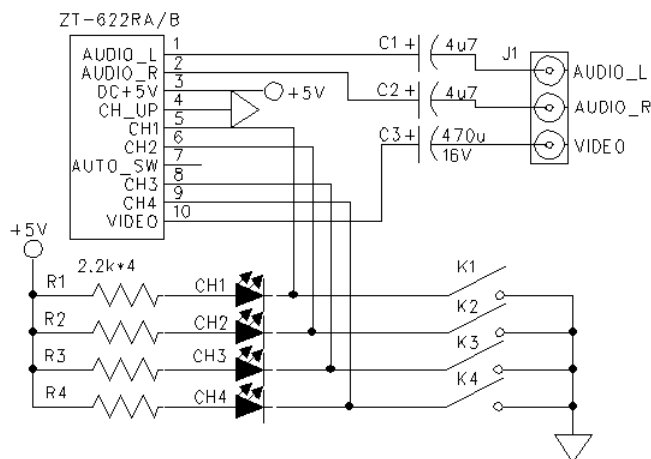 ZT-622RA/B
AUDIO_L 1
AUDIO_R 2
DC+5V 3
CH_UP 4
CH1 5
CH2 6
AUTO_SW 7
CH3 8
CH4 9
VIDEO 10
+5V
C1 + 4u7
C2 + 4u7
C3 + 470u
16V
J1
AUDIO_L
AUDIO_R
VIDEO
+5V
2.2k*4
R1 CH1 K1
R2 CH2 K2
R3 CH3 K3
R4 CH4 K4